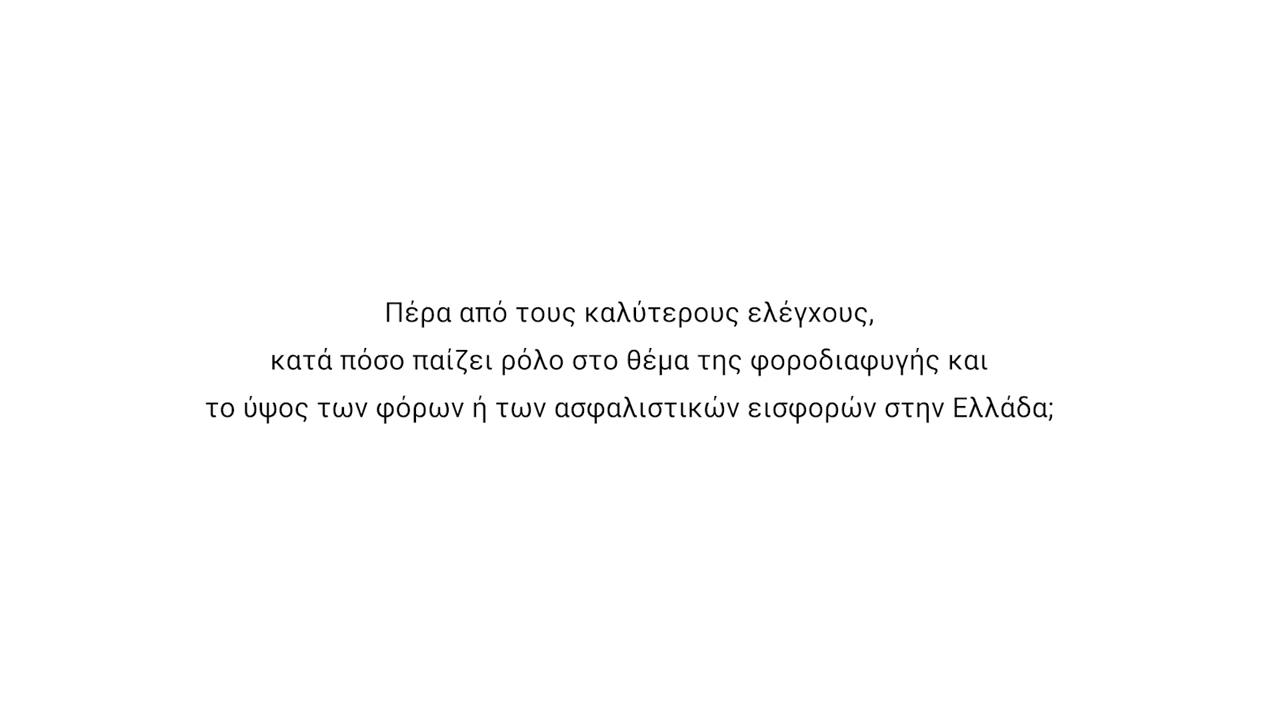 Πέρα από τους καλύτερους ελέγχους,
κατά πόσο παίζει ρόλο στο θέμα της φοροδιαφυγής και
το ύψος των φόρων ή των ασφαλιστικών εισφορών στην Ελλάδα;